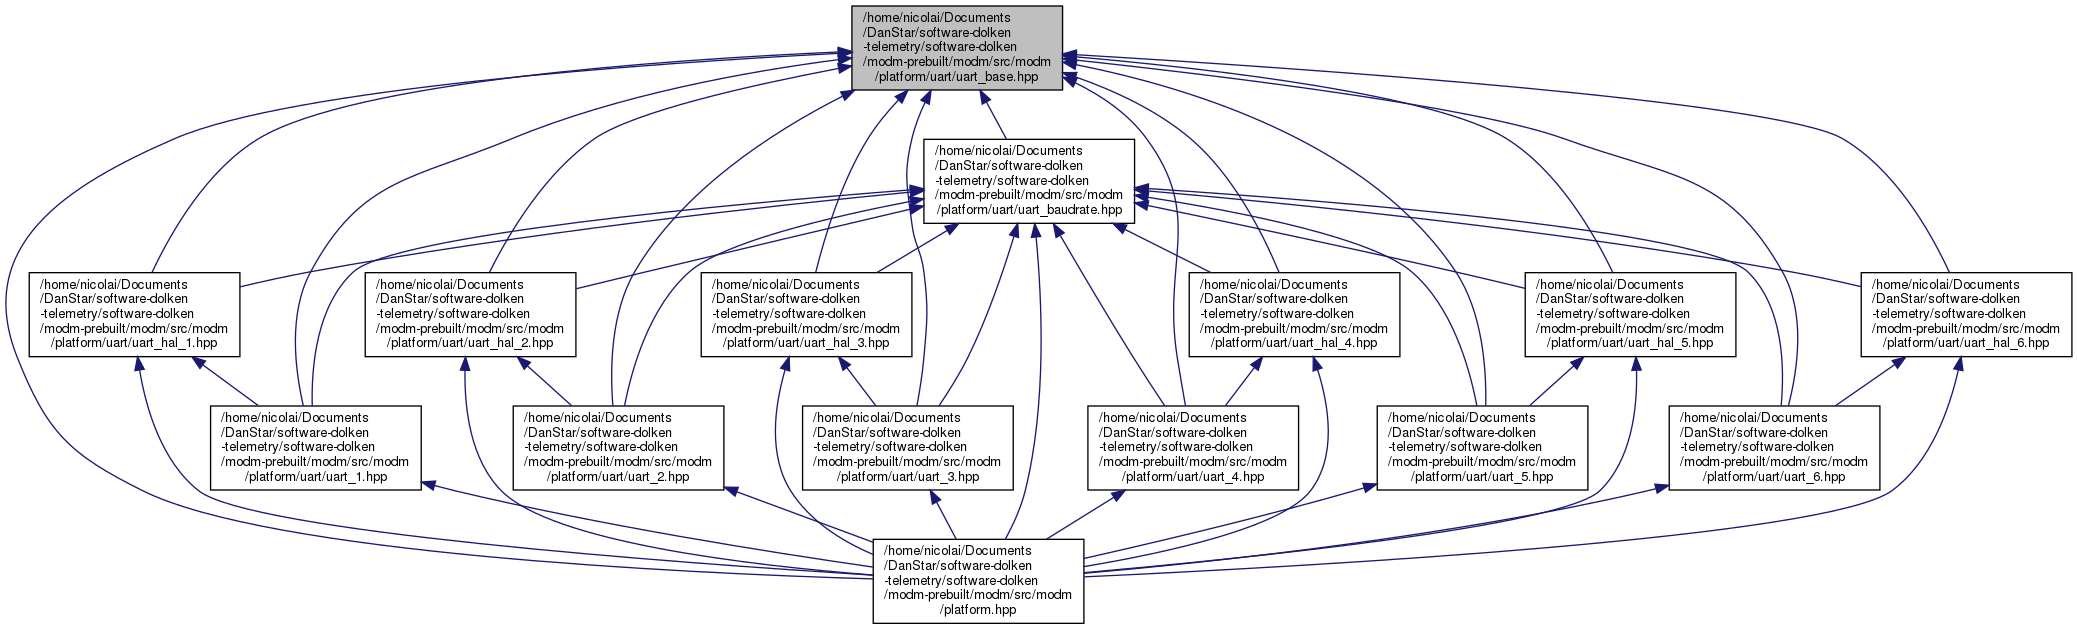 /home/nicolai/Documents
/DanStar/software-dolken
-telemetry/software-dolken
/modm-prebuilt/modm/src/modm
/platform/uart/uart_base.hpp
/home/nicolai/Documents
/DanStar/software-dolken
-telemetry/software-dolken
/modm-prebuilt/modm/src/modm
/platform/uart/uart_baudrate.hpp
/home/nicolai/Documents
/DanStar/software-dolken
-telemetry/software-dolken
/modm-prebuilt/modm/src/modm
/platform/uart/uart_hal_1.hpp
/home/nicolai/Documents
/DanStar/software-dolken
-telemetry/software-dolken
/modm-prebuilt/modm/src/modm
/platform/uart/uart_hal_2.hpp
/home/nicolai/Documents
/DanStar/software-dolken
-telemetry/software-dolken
/modm-prebuilt/modm/src/modm
/platform/uart/uart_hal_3.hpp
/home/nicolai/Documents
/DanStar/software-dolken
-telemetry/software-dolken
/modm-prebuilt/modm/src/modm
/platform/uart/uart_hal_4.hpp
/home/nicolai/Documents
/DanStar/software-dolken
-telemetry/software-dolken
/modm-prebuilt/modm/src/modm
/platform/uart/uart_hal_5.hpp
/home/nicolai/Documents
/DanStar/software-dolken
-telemetry/software-dolken
/modm-prebuilt/modm/src/modm
/platform/uart/uart_hal_6.hpp
/home/nicolai/Documents
/DanStar/software-dolken
-telemetry/software-dolken
/modm-prebuilt/modm/src/modm
/platform/uart/uart_1.hpp
/home/nicolai/Documents
/DanStar/software-dolken
-telemetry/software-dolken
/modm-prebuilt/modm/src/modm
/platform/uart/uart_2.hpp
/home/nicolai/Documents
/DanStar/software-dolken
-telemetry/software-dolken
/modm-prebuilt/modm/src/modm
/platform/uart/uart_3.hpp
/home/nicolai/Documents
/DanStar/software-dolken
-telemetry/software-dolken
/modm-prebuilt/modm/src/modm
/platform/uart/uart_4.hpp
/home/nicolai/Documents
/DanStar/software-dolken
-telemetry/software-dolken
/modm-prebuilt/modm/src/modm
/platform/uart/uart_5.hpp
/home/nicolai/Documents
/DanStar/software-dolken
-telemetry/software-dolken
/modm-prebuilt/modm/src/modm
/platform/uart/uart_6.hpp
/home/nicolai/Documents
/DanStar/software-dolken
-telemetry/software-dolken
/modm-prebuilt/modm/src/modm
/platform.hpp